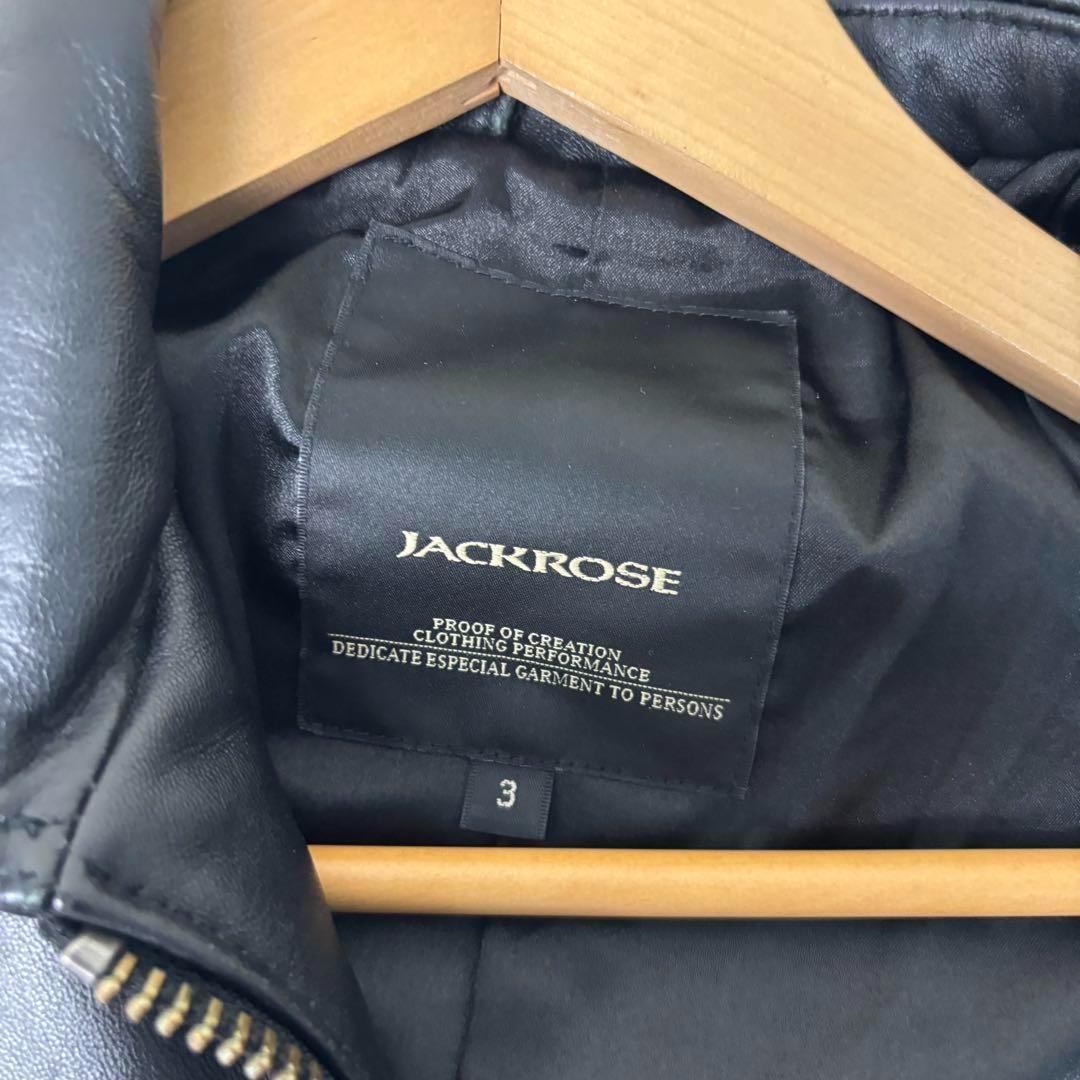 JACKROSE
PROOF OF CREATION
CLOTHING PERFORMANCE
DEDICATE ESPECIAL GARMENT TO PERSONS
3